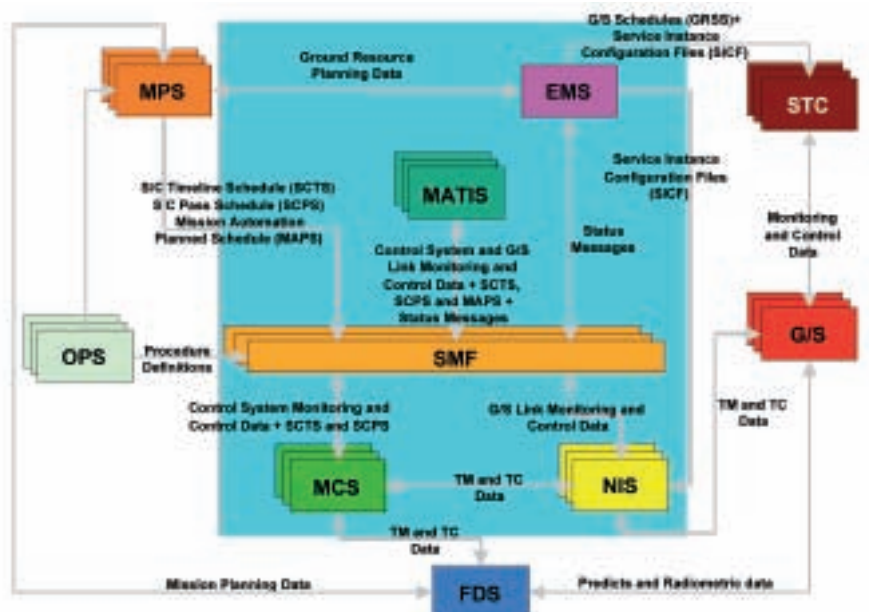 G/S Schedules (GRSS)+
Service Instance
Configuration Files (SICF)
Ground Resource
Planning Data
MPS
EMS
STC
S/C Timeline Schedule (SCTS)
S/C Pass Schedule (SCPS)
Mission Automation
Planned Schedule (MAPS)
MATIS
Service Instance
Configuration Files
(SICF)
Status
Messages
Monitoring
and Control
Data
Control System and G/S
Link Monitoring and
Control Data + SCTS,
SCPS and MAPS +
Status Messages
OPS
Procedure
Definitions
SMF
G/S
Control System Monitoring and
Control Data + SCTS and SCPS
G/S Link Monitoring and
Control Data
TM and TC
Data
MCS
TM and TC
Data
NIS
TM and TC
Data
Mission Planning Data
FDS
Predicts and Radiometric data